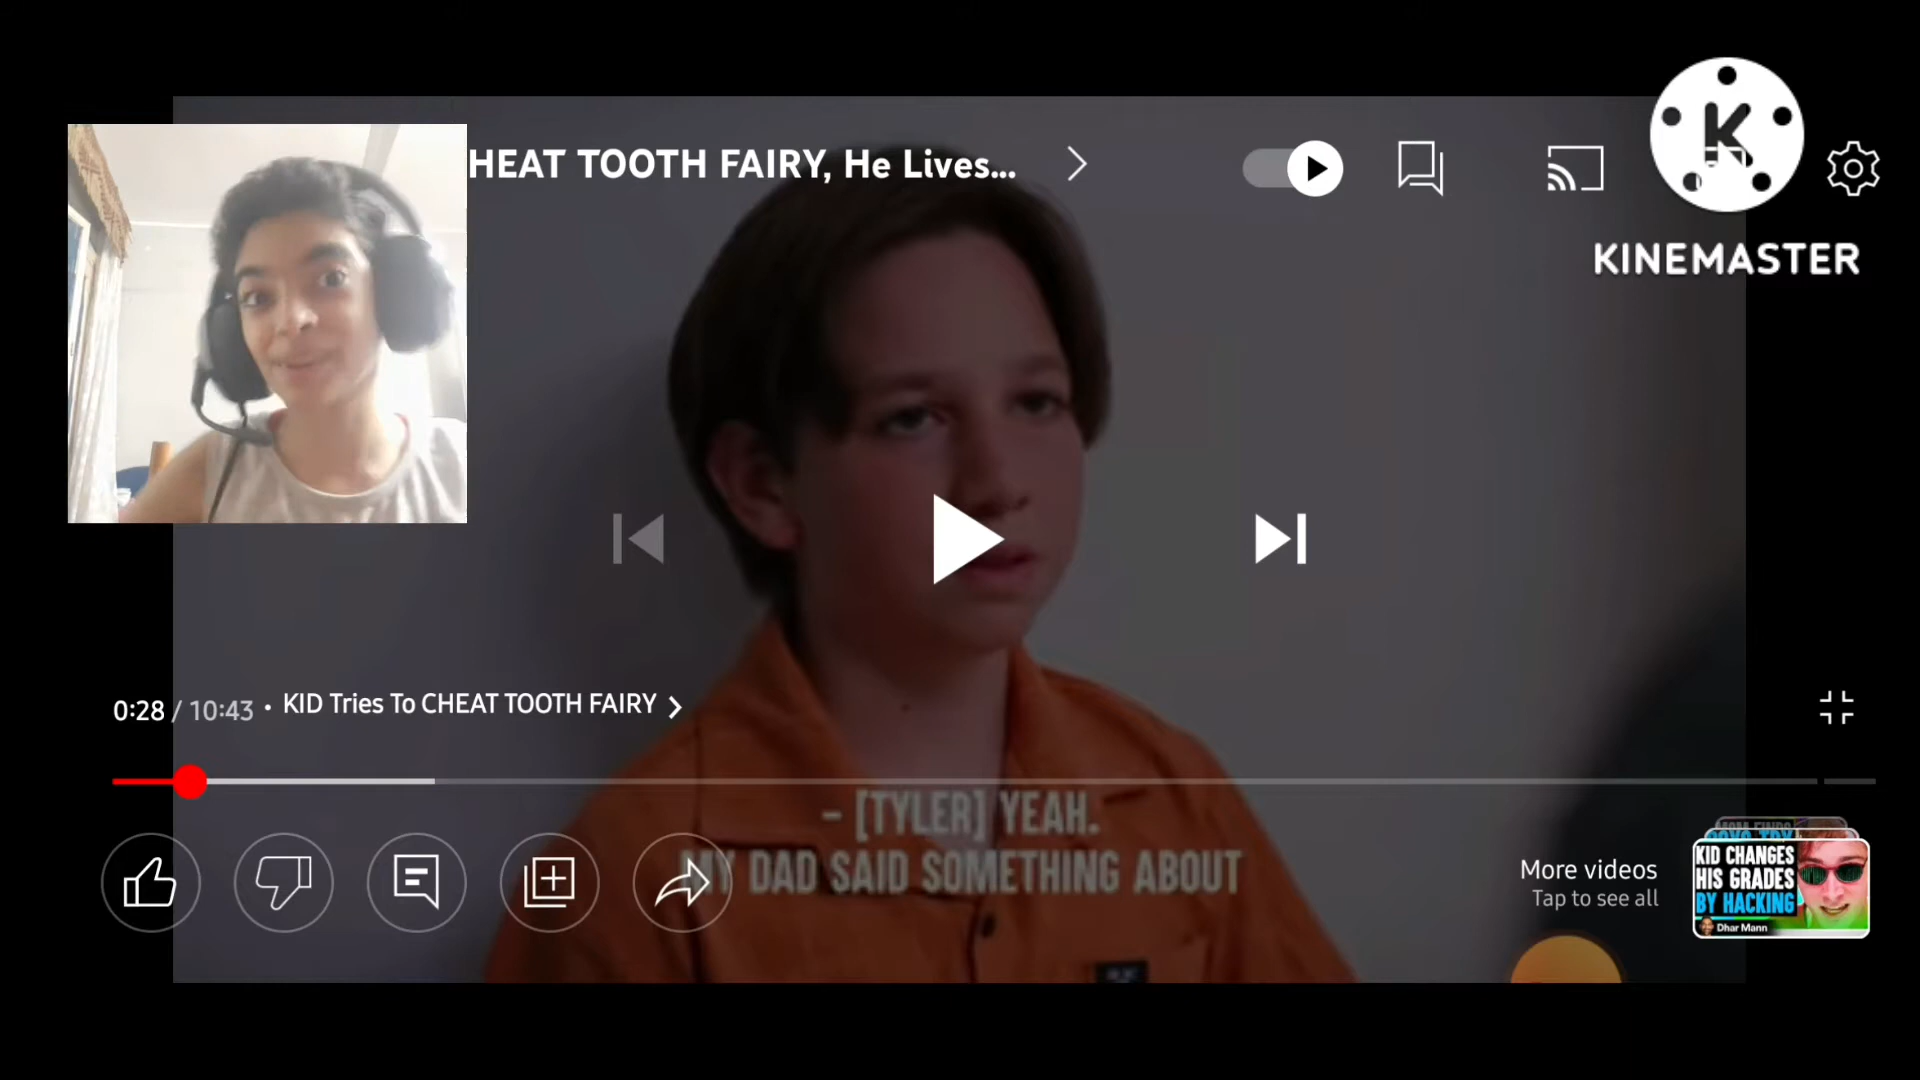 HEAT TOOTH FAIRY, He Lives...
K
KINEMASTER
0:28 / 10:43 • KID Tries To CHEAT TOOTH FAIRY
- [TYLER] YEAH.
MY DAD SAID SOMETHING ABOUT
More videos
Tap to see all
KID CHANGES
HIS GRADES
BY HACKING
Dhar Mann